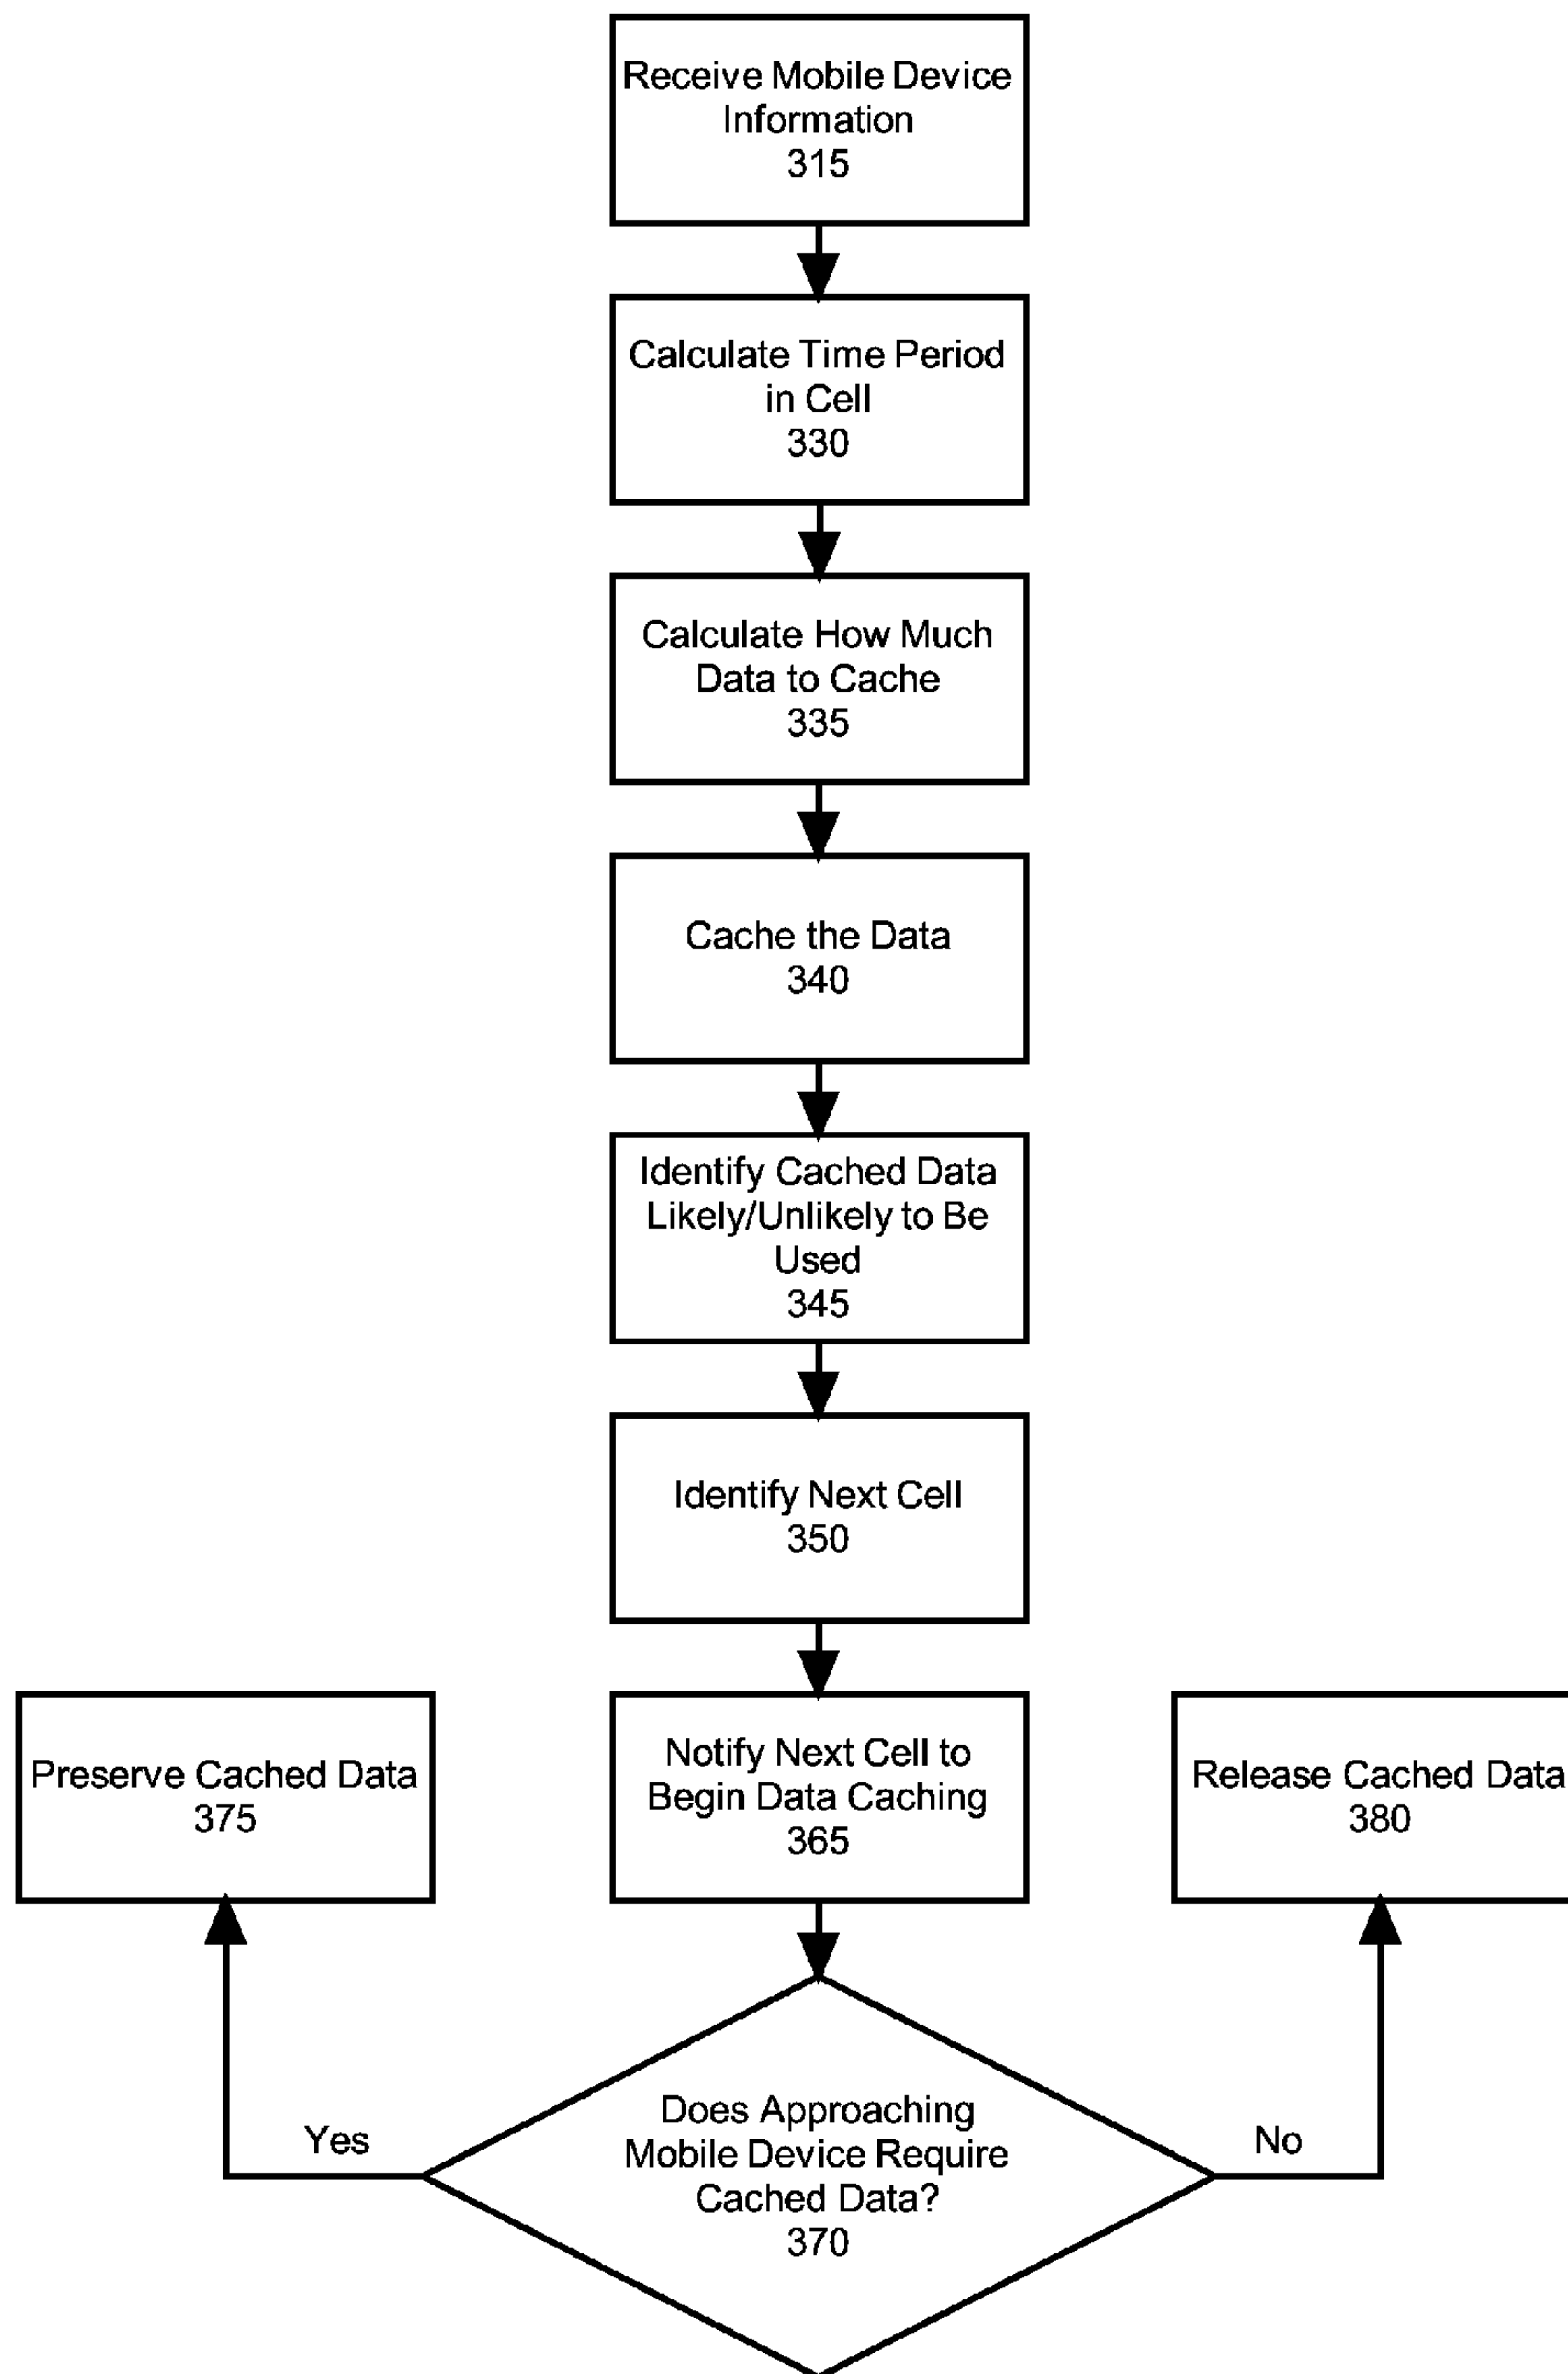 Receive Mobile Device
Information
315
Calculate Time Period
in Cell
330
Calculate How Much
Data to Cache
335
Cache the Data
340
Identify Cached Data
Likely/Unlikely to Be
Used
345
Identify Next Cell
350
Preserve Cached Data
375
Notify Next Cell to
Begin Data Caching
365
Release Cached Data
380
Yes
Does Approaching
Mobile Device Require
Cached Data?
370
No